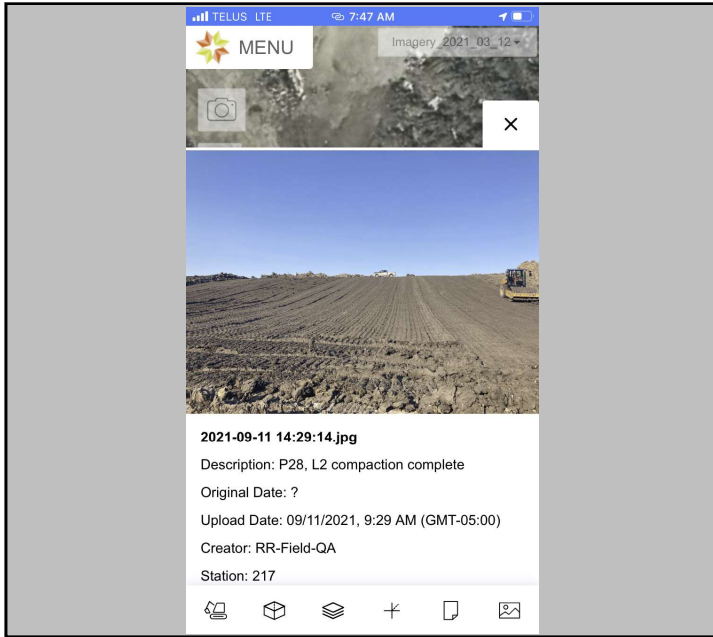 TELUS LTE 7:47 AM
MENU
Imagery_2021_03_12
2021-09-11 14:29:14.jpg
Description: P28, L2 compaction complete
Original Date: ?
Upload Date: 09/11/2021, 9:29 AM (GMT-05:00)
Creator: RR-Field-QA
Station: 217